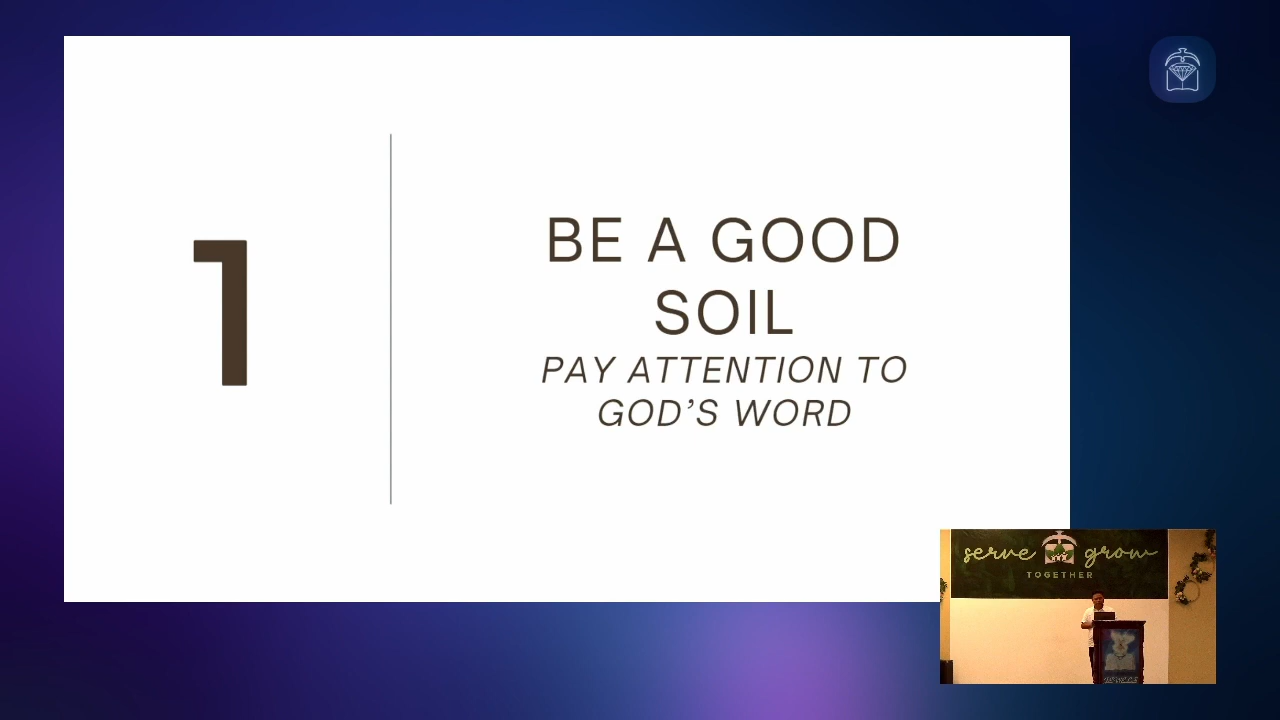 1
BE A GOOD
SOIL
PAY ATTENTION TO
GOD’S WORD
serve grow
TOGETHER